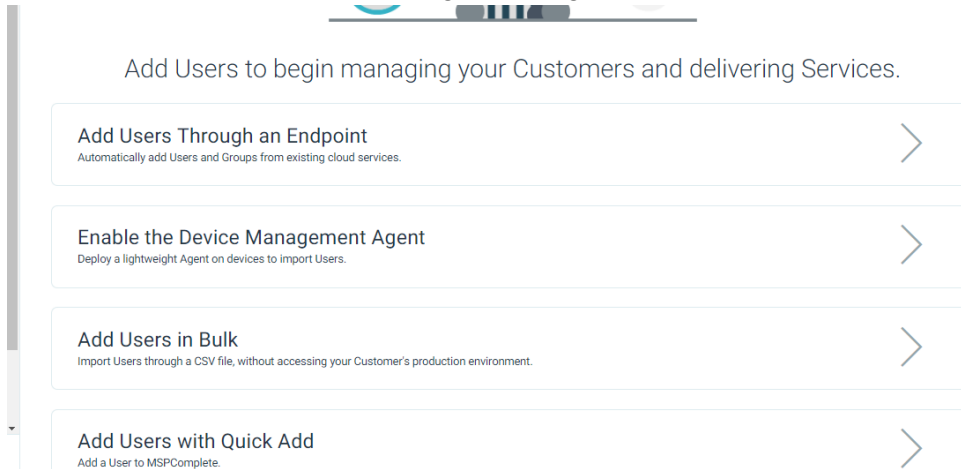 Add Users to begin managing your Customers and delivering Services.
Add Users Through an Endpoint
Automatically add Users and Groups from existing cloud services.
Enable the Device Management Agent
Deploy a lightweight Agent on devices to import Users.
Add Users in Bulk
Import Users through a CSV file, without accessing your Customer's production environment.
Add Users with Quick Add
Add a User to MSPComplete.